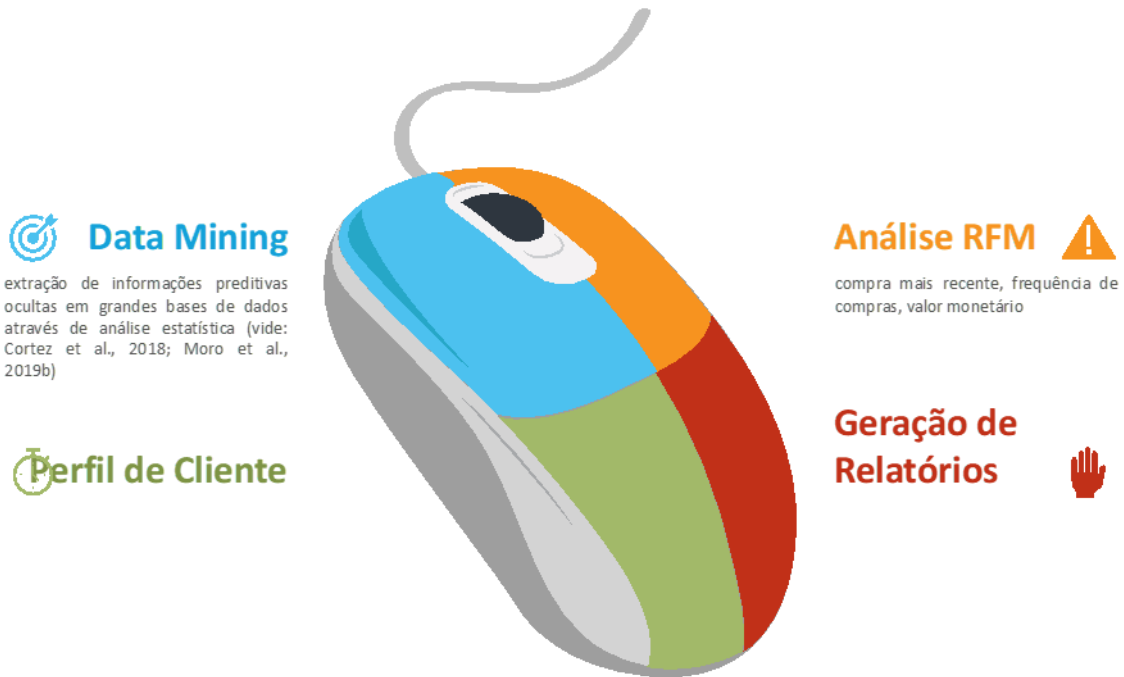 Data Mining
extração de informações preditivas
ocultas em grandes bases de dados
através de análise estatística (vide:
Cortez et al., 2018; Moro et al.,
2019b)
Perfil de Cliente
Análise RFM
compra mais recente, frequência de
compras, valor monetário
Geração de
Relatórios